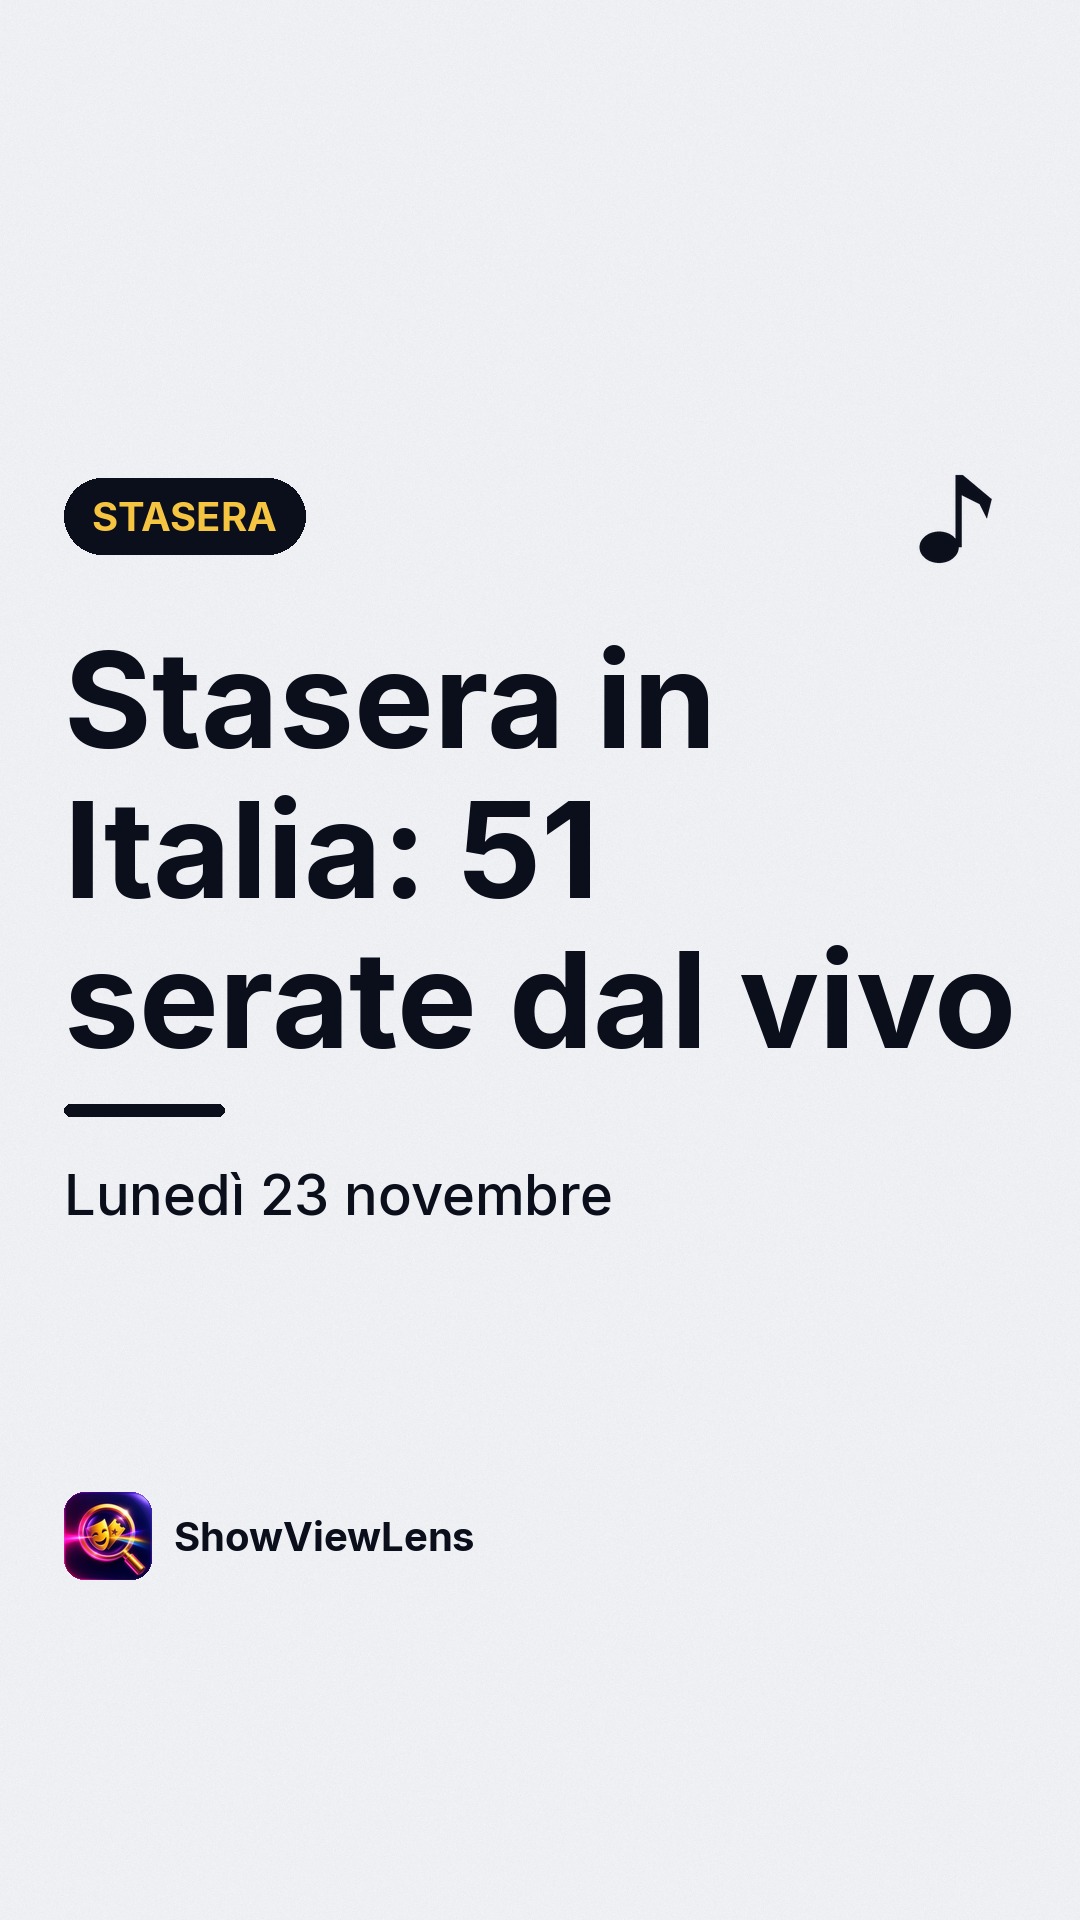 STASERA
Stasera in
Italia: 51
serate dal vivo
Lunedì 23 novembre
ShowViewLens